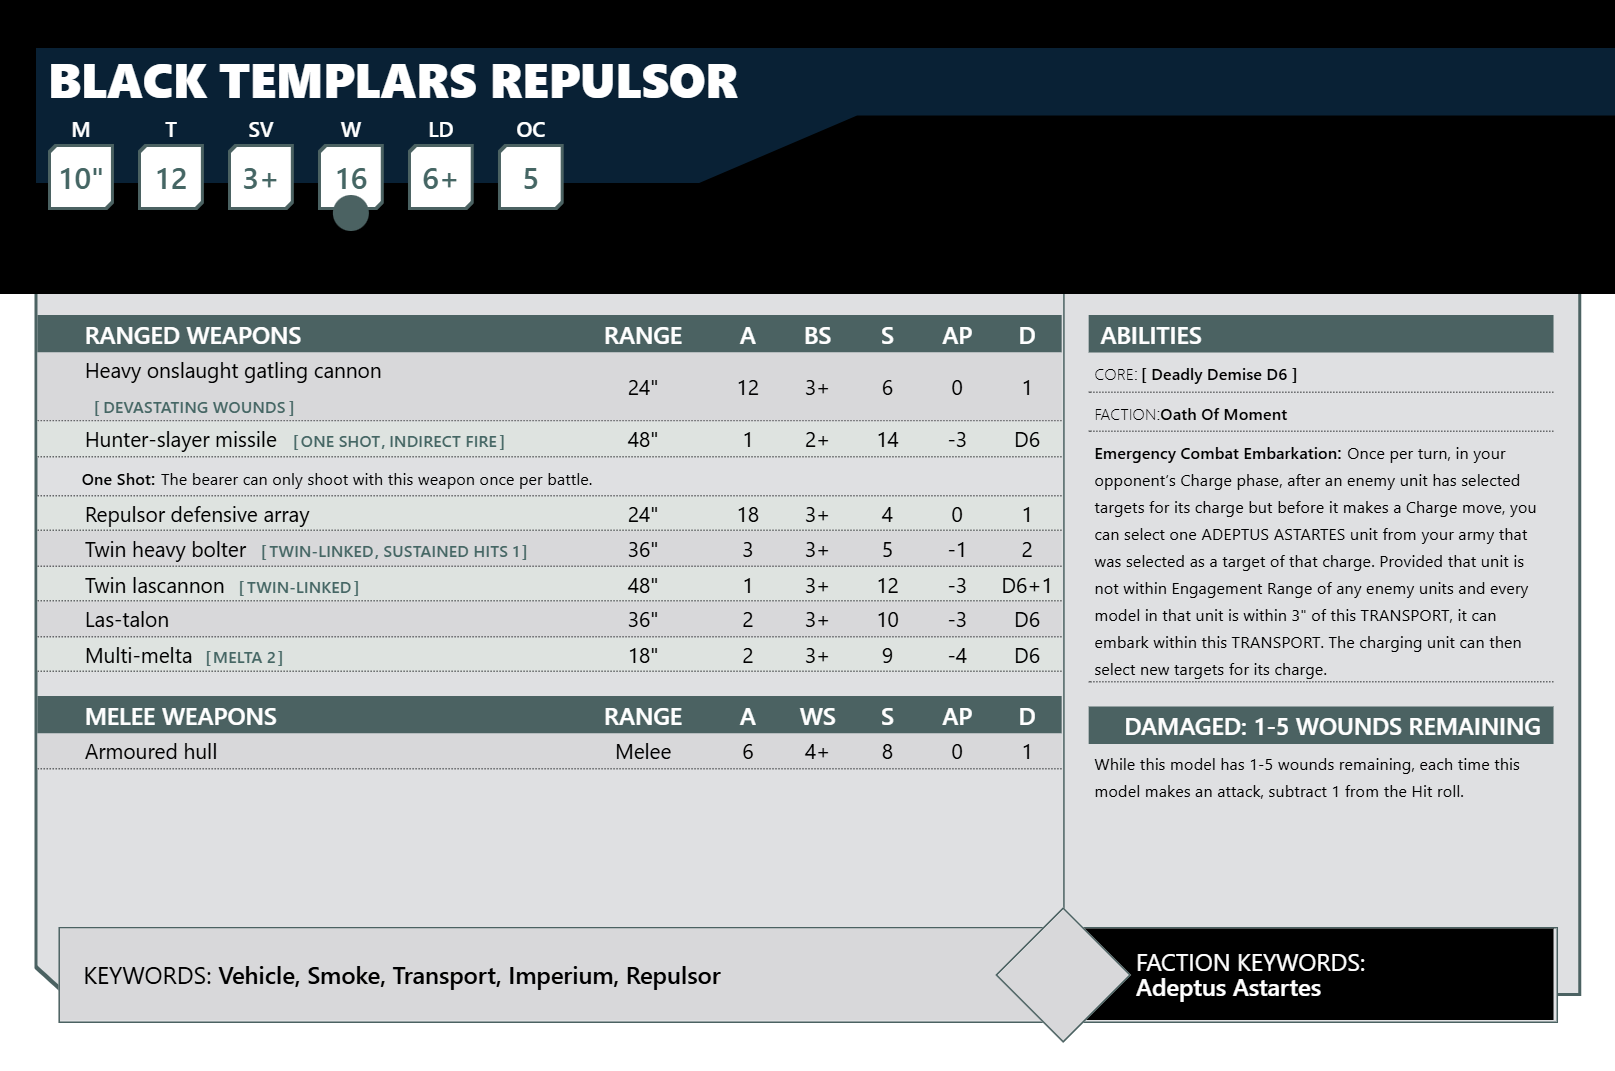 BLACK TEMPLARS REPULSOR
M T SV W LD OC
10" 12 3+ 16 6+ 5
RANGED WEAPONS RANGE A BS S AP D
Heavy onslaught gatling cannon
[ DEVASTATING WOUNDS ] 24" 12 3+ 6 0 1
Hunter-slayer missile [ ONE SHOT, INDIRECT FIRE ] 48" 1 2+ 14 -3 D6
One Shot: The bearer can only shoot with this weapon once per battle.
Repulsor defensive array 24" 18 3+ 4 0 1
Twin heavy bolter [ TWIN-LINKED, SUSTAINED HITS 1 ] 36" 3 3+ 5 -1 2
Twin lascannon [ TWIN-LINKED ] 48" 1 3+ 12 -3 D6+1
Las-talon 36" 2 3+ 10 -3 D6
Multi-melta [ MELTA 2 ] 18" 2 3+ 9 -4 D6
MELEE WEAPONS RANGE A WS S AP D
Armoured hull Melee 6 4+ 8 0 1
ABILITIES
CORE: [ Deadly Demise D6 ]
FACTION:Oath Of Moment
Emergency Combat Embarkation: Once per turn, in your
opponent’s Charge phase, after an enemy unit has selected
targets for its charge but before it makes a Charge move, you
can select one ADEPTUS ASTARTES unit from your army that
was selected as a target of that charge. Provided that unit is
not within Engagement Range of any enemy units and every
model in that unit is within 3" of this TRANSPORT, it can
embark within this TRANSPORT. The charging unit can then
select new targets for its charge.
DAMAGED: 1-5 WOUNDS REMAINING
While this model has 1-5 wounds remaining, each time this
model makes an attack, subtract 1 from the Hit roll.
KEYWORDS: Vehicle, Smoke, Transport, Imperium, Repulsor
FACTION KEYWORDS:
Adeptus Astartes